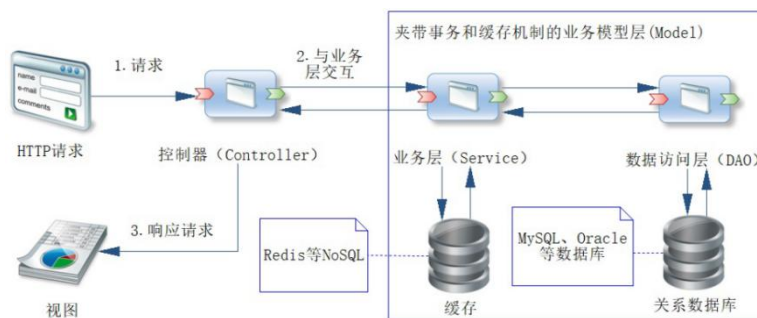 夹带事务和缓存机制的业务模型层(Model)
name
e-mail
comments
1.请求
2.与业务
层交互
HTTP请求
控制器（Controller）
业务层（Service）
数据访问层（DAO）
3.响应请求
Redis等NoSQL
MySQL、Oracle
等数据库
视图
缓存
关系数据库